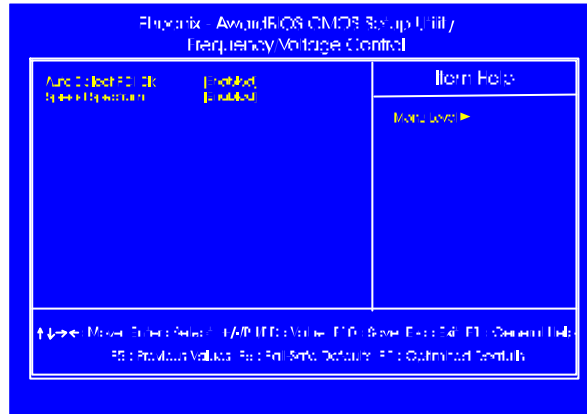 Phoenix - AwardBIOS CMOS Setup Utility
Frequency/Voltage Control
Auto Detect PCI Clk [Enabled]
Spread Spectrum [Enabled]
Item Help
Menu Level ►
↑↓→←: Move Enter: Select +/-/PU/PD: Value F10: Save Esc: Exit F1: General Help
F5: Previous Values F6: Fail Safe Defaults F7: Optimized Defaults